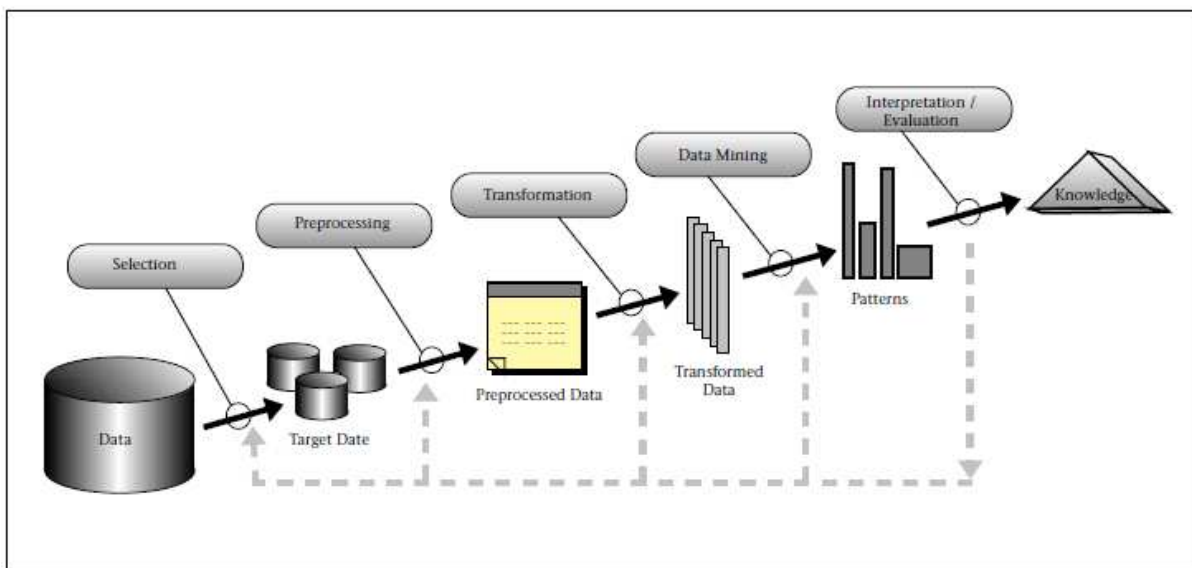 Interpretation /
Evaluation
Data Mining
Transformation
Knowledge
Preprocessing
Selection
Patterns
Transformed
Data
Preprocessed Data
Data
Target Date
--- --- ---
--- --- ---
--- --- ---